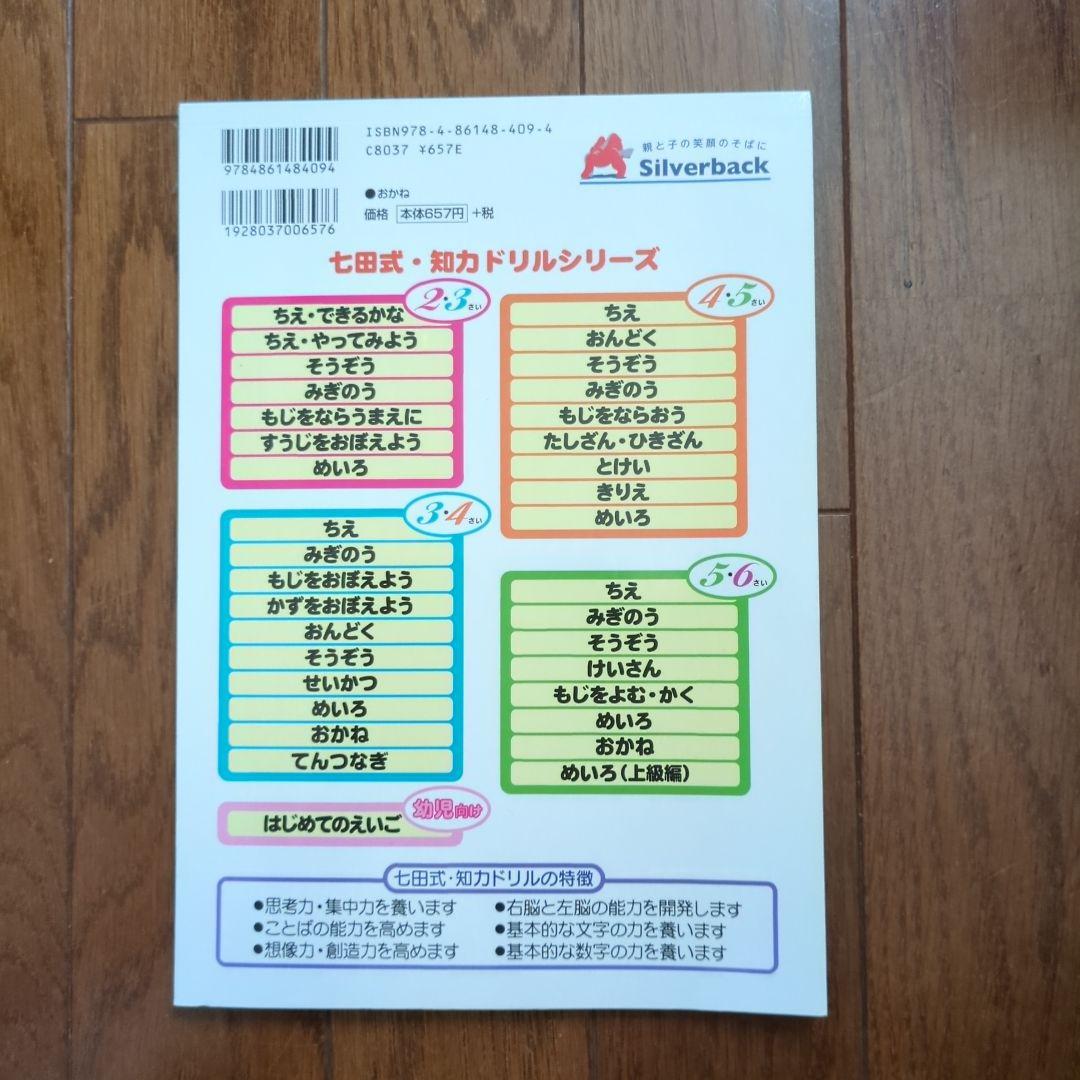 ISBN978-4-86148-409-4
C8037 ¥657E
9784861484094
1928037006576
●おかね
価格 本体657円 +税
親と子の笑顔のそばに
Silverback
七田式・知力ドリルシリーズ
2・3さい
ちえ・できるかな
ちえ・やってみよう
そうぞう
みぎのう
もじをならうまえに
すうじをおぼえよう
めいろ
3・4さい
ちえ
みぎのう
もじをおぼえよう
かずをおぼえよう
おんどく
そうぞう
せいかつ
めいろ
おかね
てんつなぎ
幼児向け
はじめてのえいご
4・5さい
ちえ
おんどく
そうぞう
みぎのう
もじをならおう
たしざん・ひきざん
とけい
きりえ
めいろ
5・6さい
ちえ
みぎのう
そうぞう
けいさん
もじをよむ・かく
めいろ
おかね
めいろ(上級編)
七田式・知力ドリルの特徴
●思考力・集中力を養います
●ことばの能力を高めます
●想像力・創造力を高めます
●右脳と左脳の能力を開発します
●基本的な文字の力を養います
●基本的な数字の力を養います